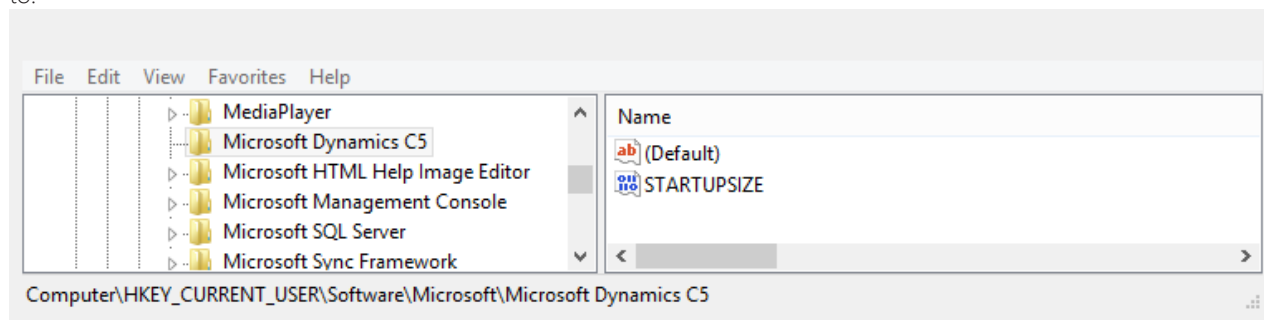 to.
File Edit View Favorites Help
MediaPlayer
Microsoft Dynamics C5
Microsoft HTML Help Image Editor
Microsoft Management Console
Microsoft SQL Server
Microsoft Sync Framework
Name
(Default)
STARTUPSIZE
Computer\HKEY_CURRENT_USER\Software\Microsoft\Microsoft Dynamics C5